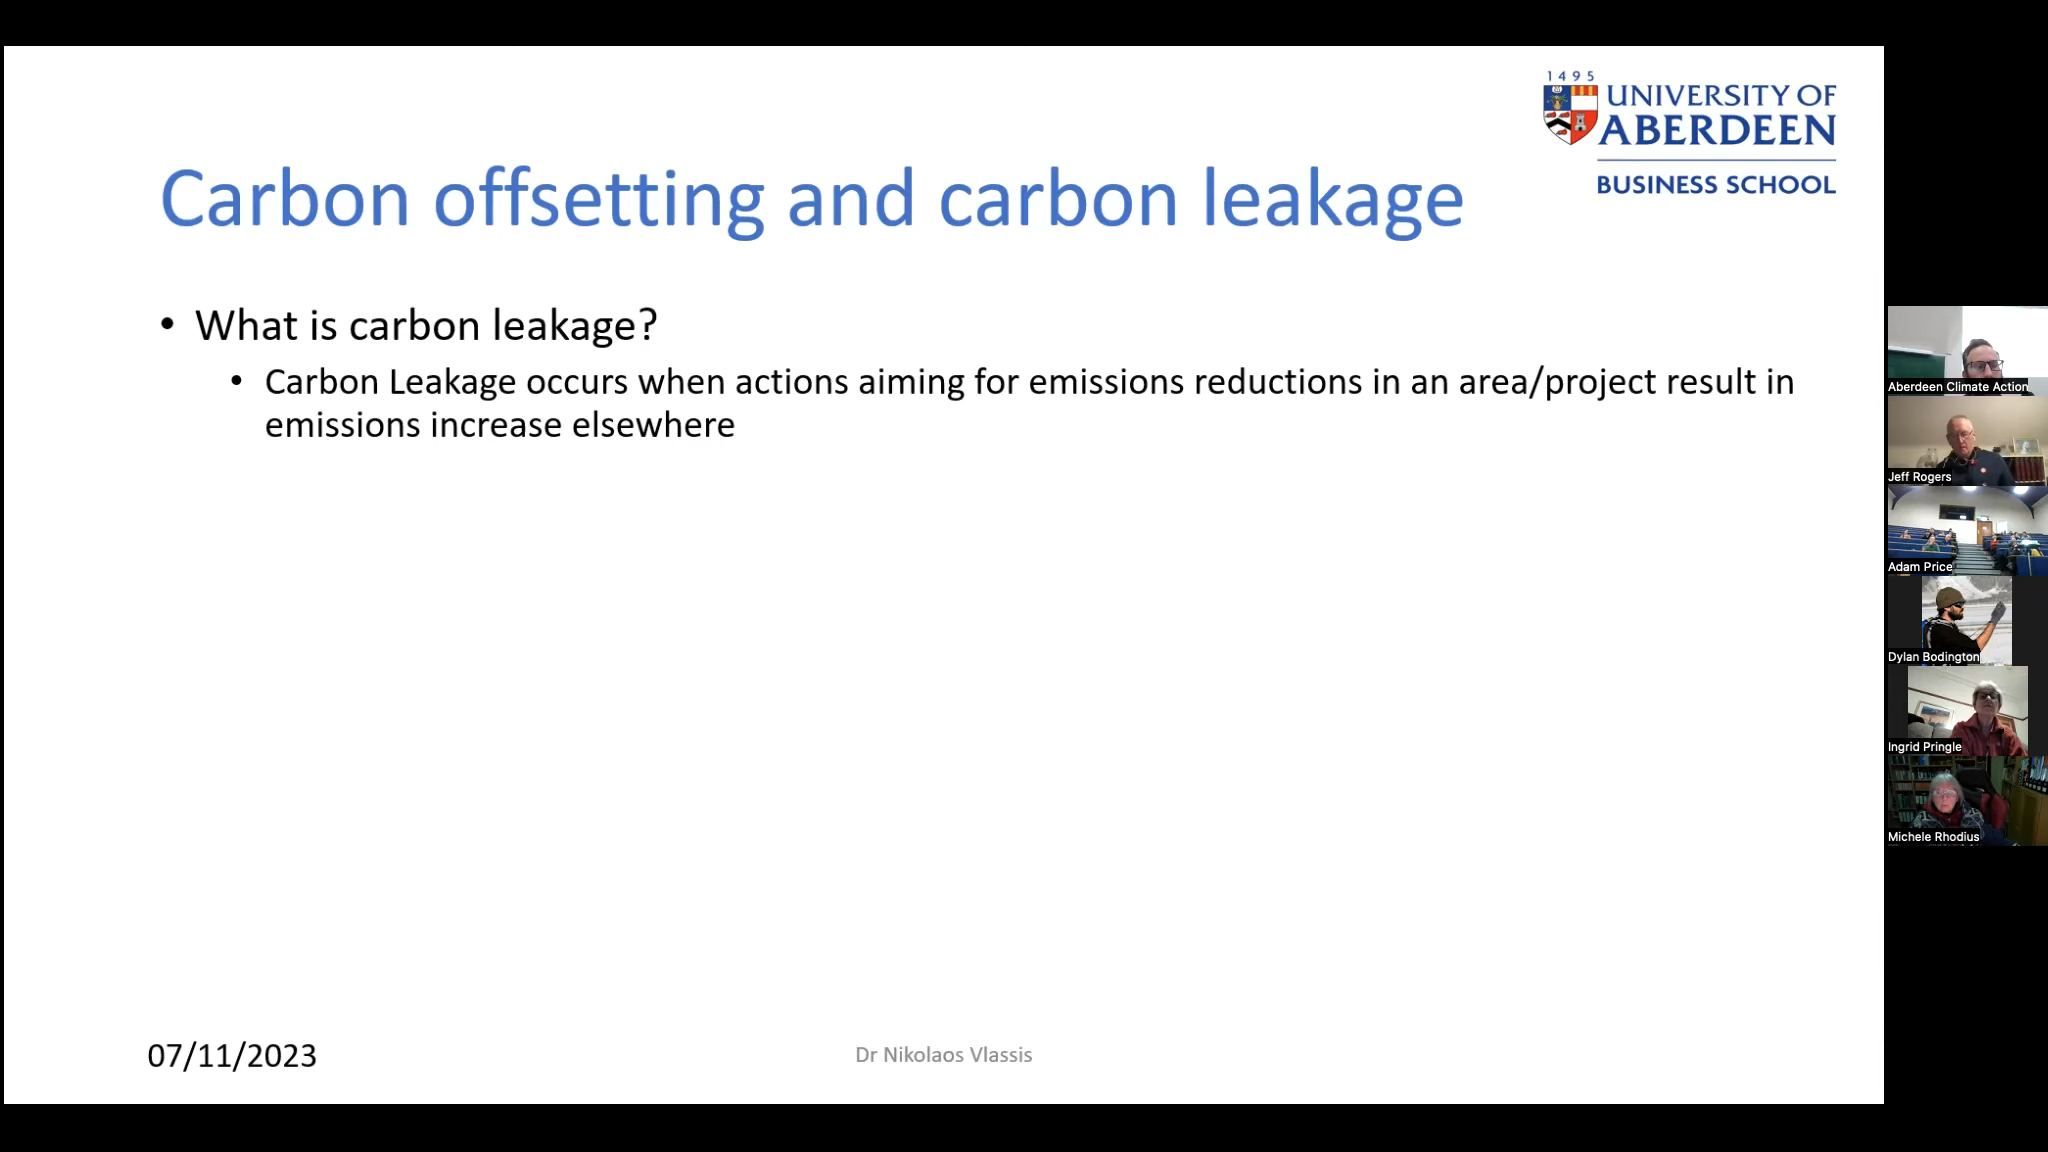 1495
UNIVERSITY OF
ABERDEEN
BUSINESS SCHOOL
Carbon offsetting and carbon leakage
• What is carbon leakage?
• Carbon Leakage occurs when actions aiming for emissions reductions in an area/project result in
emissions increase elsewhere
07/11/2023
Dr Nikolaos Vlassis
Aberdeen Climate Action
Jeff Rogers
Adam Price
Dylan Bodington
Ingrid Pringle
Michele Rhodius